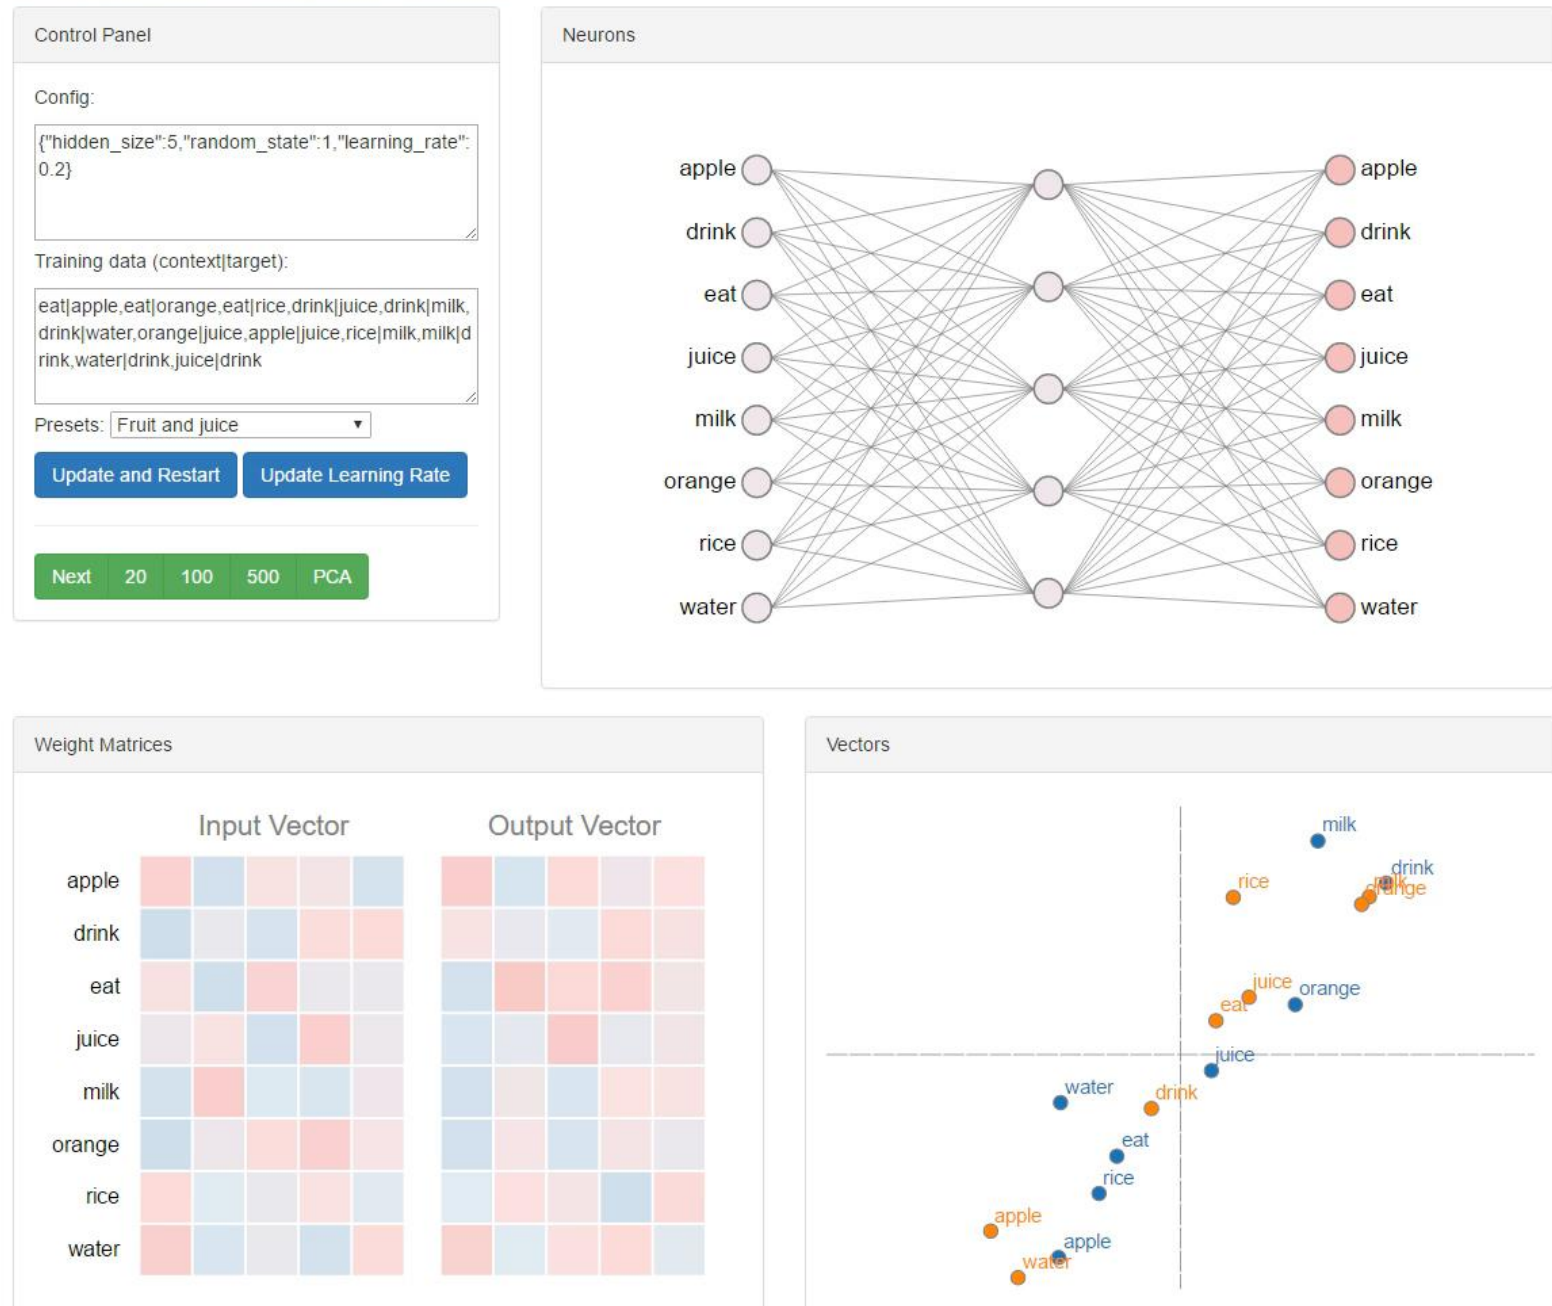 Control Panel
Config:
{"hidden_size":5,"random_state":1,"learning_rate":
0.2}
Training data (context|target):
eat|apple,eat|orange,eat|rice,drink|juice,drink|milk,
drink|water,orange|juice,apple|juice,rice|milk,milk|d
rink,water|drink,juice|drink
Presets: Fruit and juice
Update and Restart Update Learning Rate
Next 20 100 500 PCA
Neurons
apple apple
drink drink
eat eat
juice juice
milk milk
orange orange
rice rice
water water
Weight Matrices
Input Vector Output Vector
apple
drink
eat
juice
milk
orange
rice
water
Vectors
milk
drink
rice
milk
orange
juice
orange
eat
juice
water
drink
eat
rice
apple
apple
water